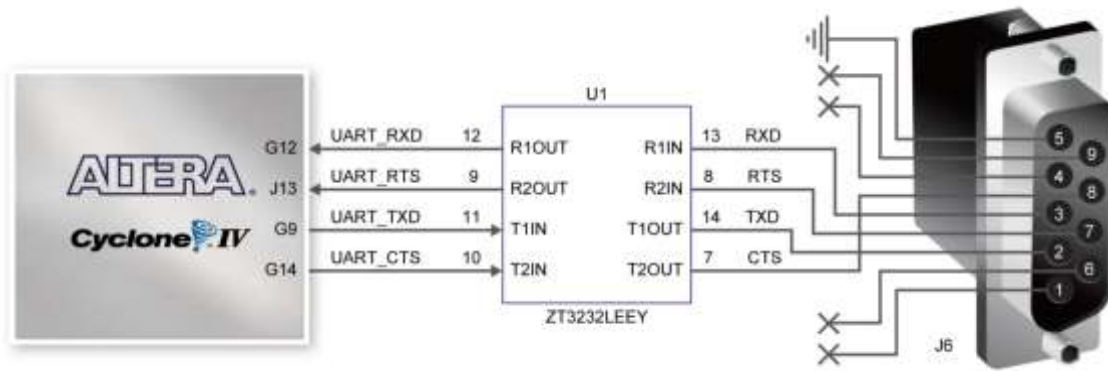 U1
UART_RXD 12 R1OUT R1IN 13 RXD
G12
UART_RTS 9 R2OUT R2IN 8 RTS
J13
UART_TXD 11 T1IN T1OUT 14 TXD
G9
UART_CTS 10 T2IN T2OUT 7 CTS
G14
ALTERA.
Cyclone IV
ZT3232LEEY
5
9
4
8
3
7
2
6
1
J6